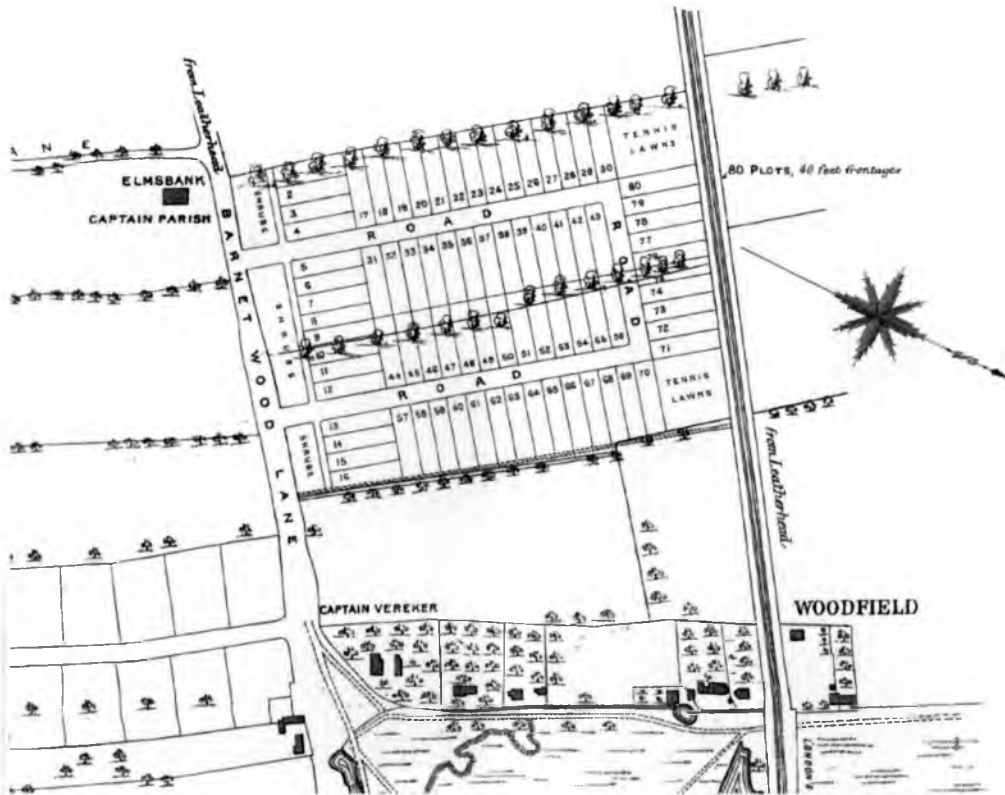 from Leatherhead
ANE
ELMSBANK
CAPTAIN PARISH
BARNET WOOD LANE
SHRUBS
2
3
4
17 18 19 20 21 22 23 24 25 26 27 28 29 30
TENNIS
LAWNS
80 PLOTS, 40 feet frontages
ROAD
80
79
78
77
5
6
7
8
9
10
11
12
SHRUBS
31 32 33 34 35 36 37 38 39 40 41 42 43
ROAD
74
73
72
71
44 45 46 47 48 49 50 51 52 53 54 55 56
ROAD
13
14
15
16
SHRUBS
57 58 59 60 61 62 63 64 65 66 67 68 69 70
TENNIS
LAWNS
from Leatherhead
CAPTAIN VEREKER
WOODFIELD
LONDON